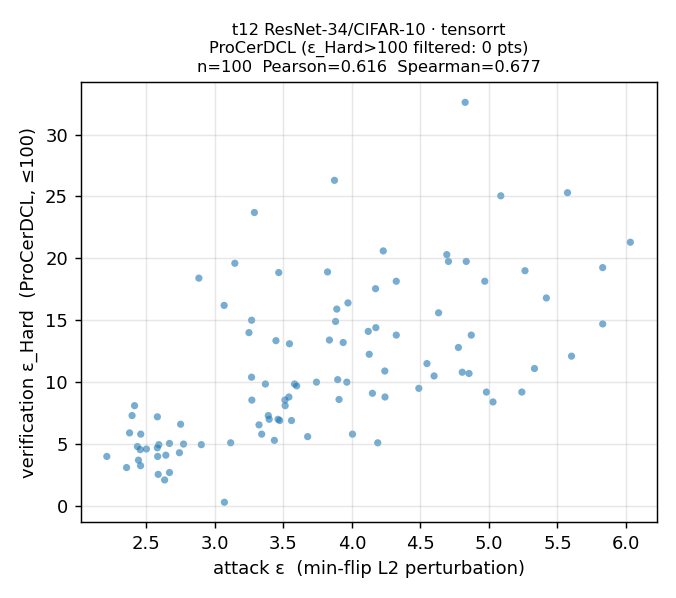 t12 ResNet-34/CIFAR-10 · tensorrt
ProCerDCL (ε_Hard>100 filtered: 0 pts)
n=100  Pearson=0.616  Spearman=0.677
verification ε_Hard  (ProCerDCL, ≤100)
30
25
20
15
10
5
0
2.5 3.0 3.5 4.0 4.5 5.0 5.5 6.0
attack ε  (min-flip L2 perturbation)